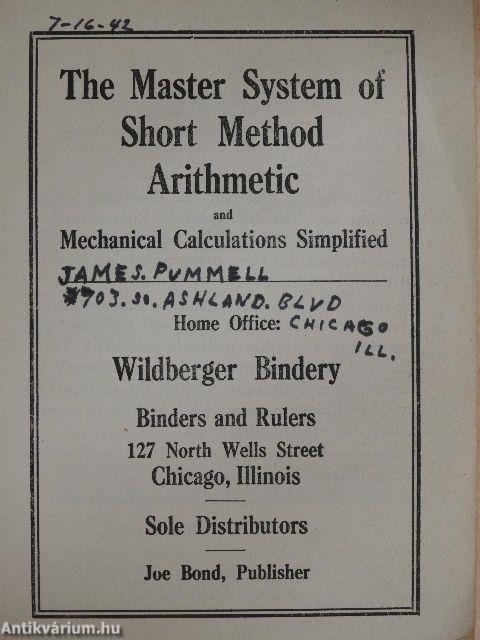 7-16-42
The Master System of
Short Method
Arithmetic
and
Mechanical Calculations Simplified
JAMES. PUMMELL
#703. SO. ASHLAND. BLVD
Home Office: CHICAGO
ILL.
Wildberger Bindery
Binders and Rulers
127 North Wells Street
Chicago, Illinois
Sole Distributors
Joe Bond, Publisher
Antikvárium.hu